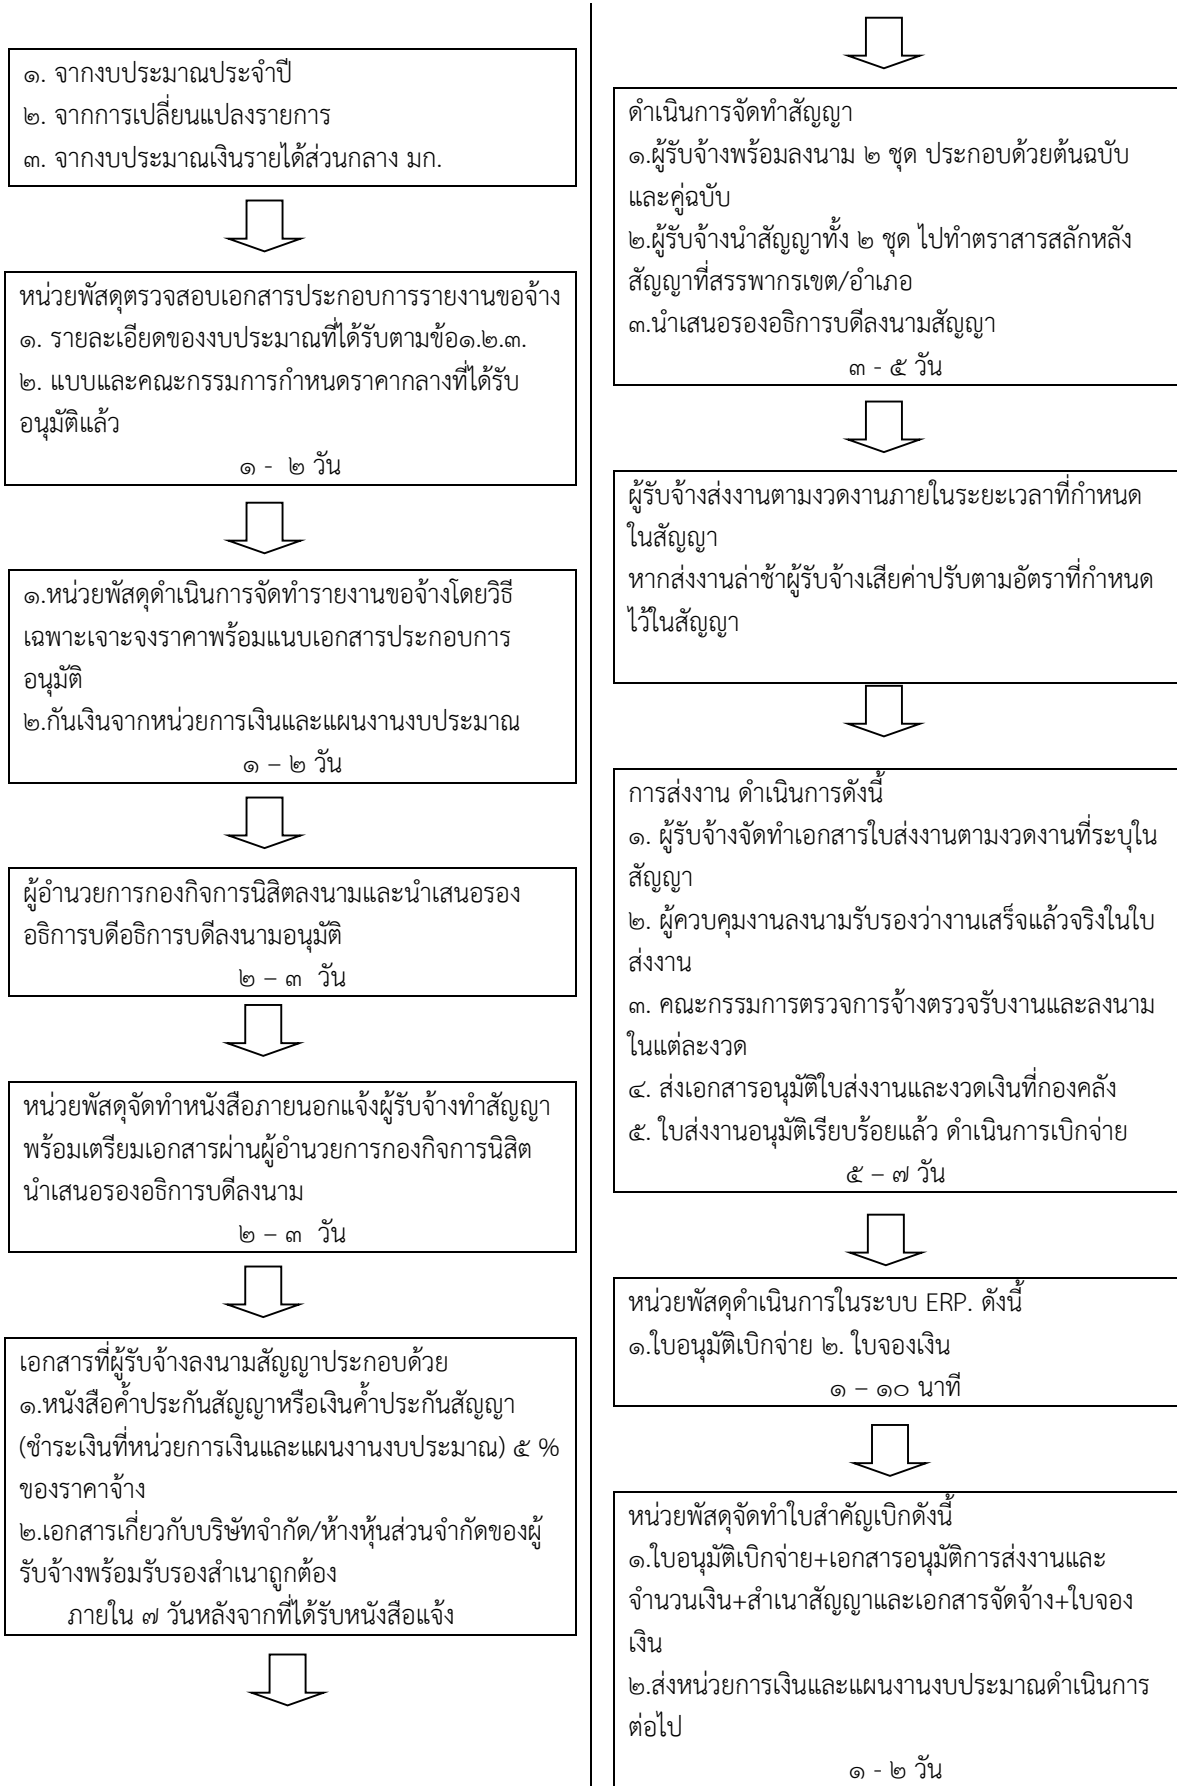 ๑. จากงบประมาณประจำปี
๒. จากการเปลี่ยนแปลงรายการ
๓. จากงบประมาณเงินรายได้ส่วนกลาง มก.
หน่วยพัสดุตรวจสอบเอกสารประกอบการรายงานขอจ้าง
๑. รายละเอียดของงบประมาณที่ได้รับตามข้อ๑.๒.๓.
๒. แบบและคณะกรรมการกำหนดราคากลางที่ได้รับ
อนุมัติแล้ว
๑ - ๒ วัน
๑.หน่วยพัสดุดำเนินการจัดทำรายงานขอจ้างโดยวิธี
เฉพาะเจาะจงราคาพร้อมแนบเอกสารประกอบการ
อนุมัติ
๒.กันเงินจากหน่วยการเงินและแผนงานงบประมาณ
๑ – ๒ วัน
ผู้อำนวยการกองกิจการนิสิตลงนามและนำเสนอรอง
อธิการบดีอธิการบดีลงนามอนุมัติ
๒ – ๓ วัน
หน่วยพัสดุจัดทำหนังสือภายนอกแจ้งผู้รับจ้างทำสัญญา
พร้อมเตรียมเอกสารผ่านผู้อำนวยการกองกิจการนิสิต
นำเสนอรองอธิการบดีลงนาม
๒ – ๓ วัน
เอกสารที่ผู้รับจ้างลงนามสัญญาประกอบด้วย
๑.หนังสือค้ำประกันสัญญาหรือเงินค้ำประกันสัญญา
(ชำระเงินที่หน่วยการเงินและแผนงานงบประมาณ) ๕ %
ของราคาจ้าง
๒.เอกสารเกี่ยวกับบริษัทจำกัด/ห้างหุ้นส่วนจำกัดของผู้
รับจ้างพร้อมรับรองสำเนาถูกต้อง
ภายใน ๗ วันหลังจากที่ได้รับหนังสือแจ้ง
ดำเนินการจัดทำสัญญา
๑.ผู้รับจ้างพร้อมลงนาม ๒ ชุด ประกอบด้วยต้นฉบับ
และคู่ฉบับ
๒.ผู้รับจ้างนำสัญญาทั้ง ๒ ชุด ไปทำตราสารสลักหลัง
สัญญาที่สรรพากรเขต/อำเภอ
๓.นำเสนอรองอธิการบดีลงนามสัญญา
๓ - ๕ วัน
ผู้รับจ้างส่งงานตามงวดงานภายในระยะเวลาที่กำหนด
ในสัญญา
หากส่งงานล่าช้าผู้รับจ้างเสียค่าปรับตามอัตราที่กำหนด
ไว้ในสัญญา
การส่งงาน ดำเนินการดังนี้
๑. ผู้รับจ้างจัดทำเอกสารใบส่งงานตามงวดงานที่ระบุใน
สัญญา
๒. ผู้ควบคุมงานลงนามรับรองว่างานเสร็จแล้วจริงในใบ
ส่งงาน
๓. คณะกรรมการตรวจการจ้างตรวจรับงานและลงนาม
ในแต่ละงวด
๔. ส่งเอกสารอนุมัติใบส่งงานและงวดเงินที่กองคลัง
๕. ใบส่งงานอนุมัติเรียบร้อยแล้ว ดำเนินการเบิกจ่าย
๕ – ๗ วัน
หน่วยพัสดุดำเนินการในระบบ ERP. ดังนี้
๑.ใบอนุมัติเบิกจ่าย ๒. ใบจองเงิน
๑ – ๑๐ นาที
หน่วยพัสดุจัดทำใบสำคัญเบิกดังนี้
๑.ใบอนุมัติเบิกจ่าย+เอกสารอนุมัติการส่งงานและ
จำนวนเงิน+สำเนาสัญญาและเอกสารจัดจ้าง+ใบจอง
เงิน
๒.ส่งหน่วยการเงินและแผนงานงบประมาณดำเนินการ
ต่อไป
๑ - ๒ วัน